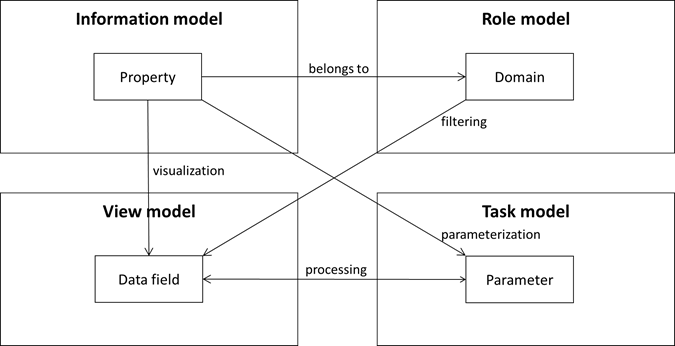 Information model
Role model
Property
belongs to
Domain
filtering
visualization
View model
Task model
parameterization
Data field
processing
Parameter